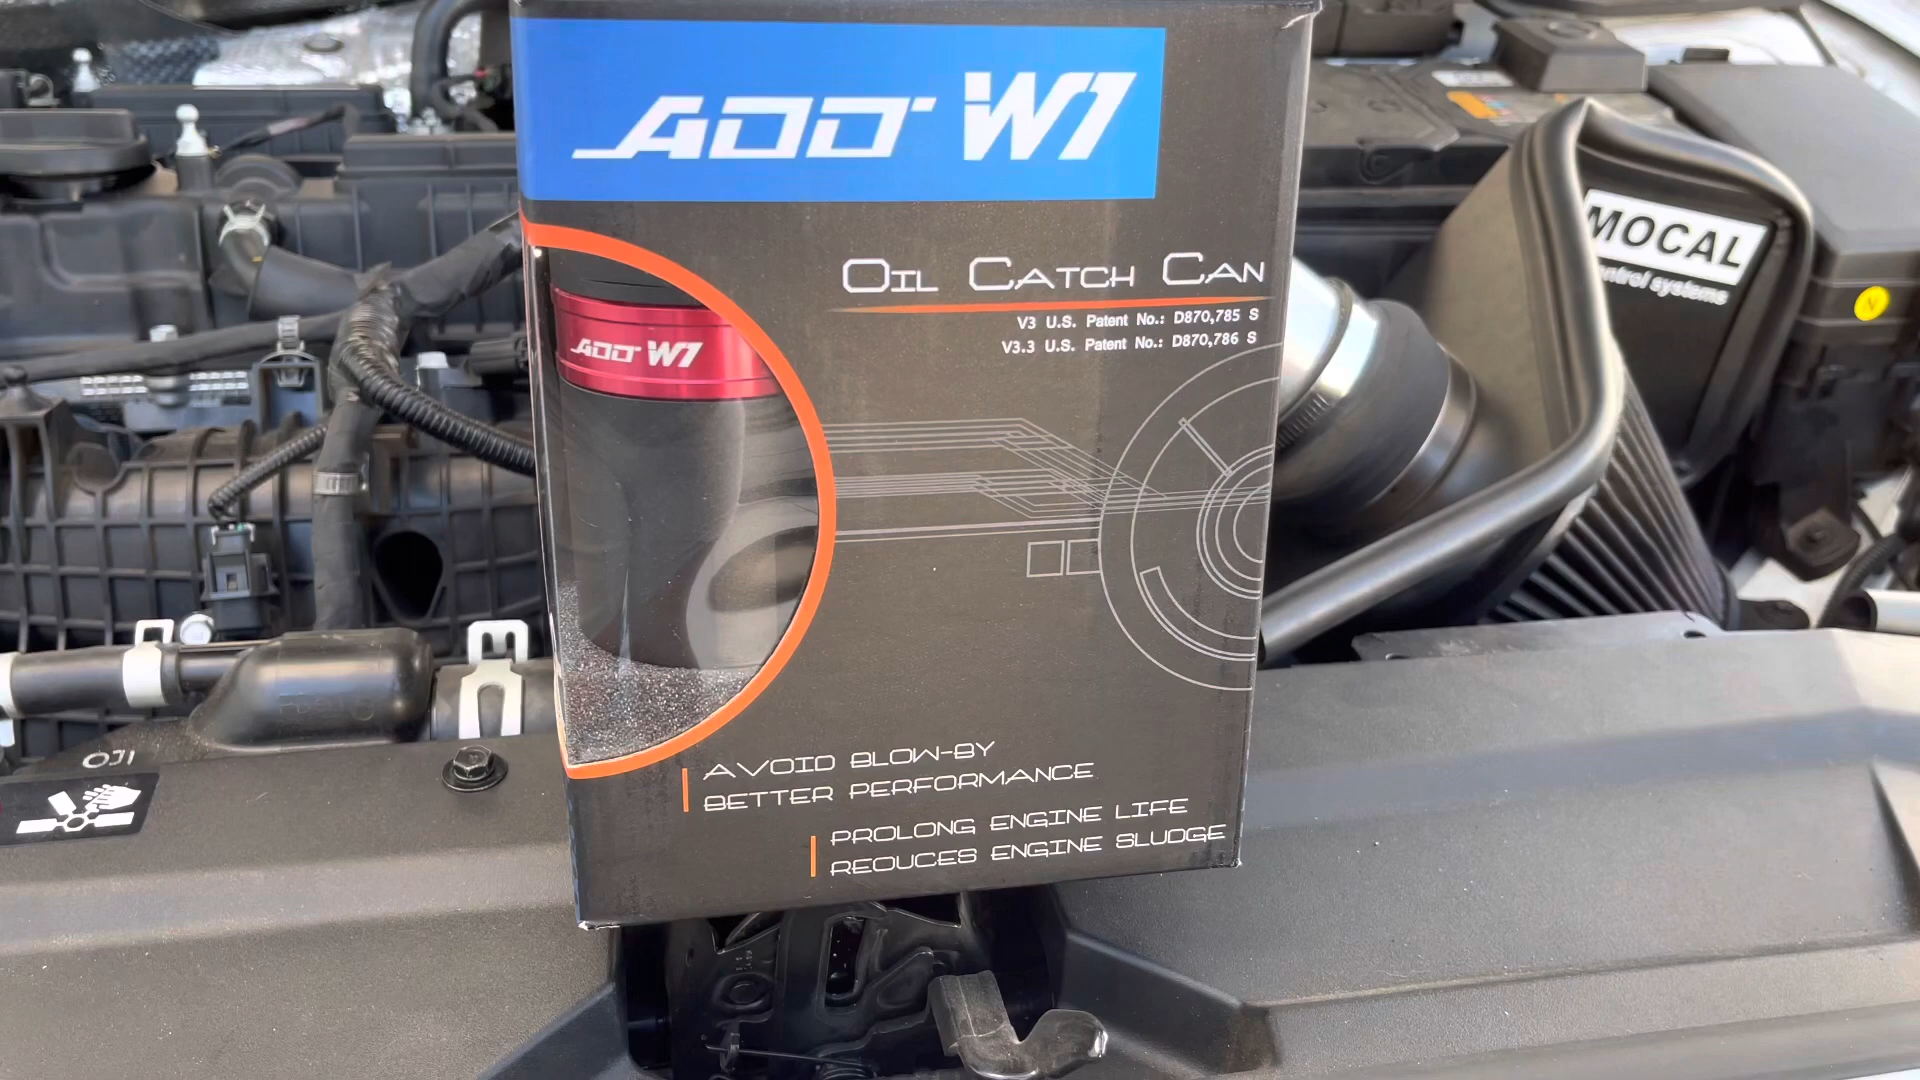 ADD W1
OIL CATCH CAN
V3 U.S. Patent No.: D870,785 S
V3.3 U.S. Patent No.: D870,786 S
ADD W1
AVOID BLOW-BY
BETTER PERFORMANCE
PROLONG ENGINE LIFE
REDUCES ENGINE SLUDGE
MOCAL
control systems
OJ1